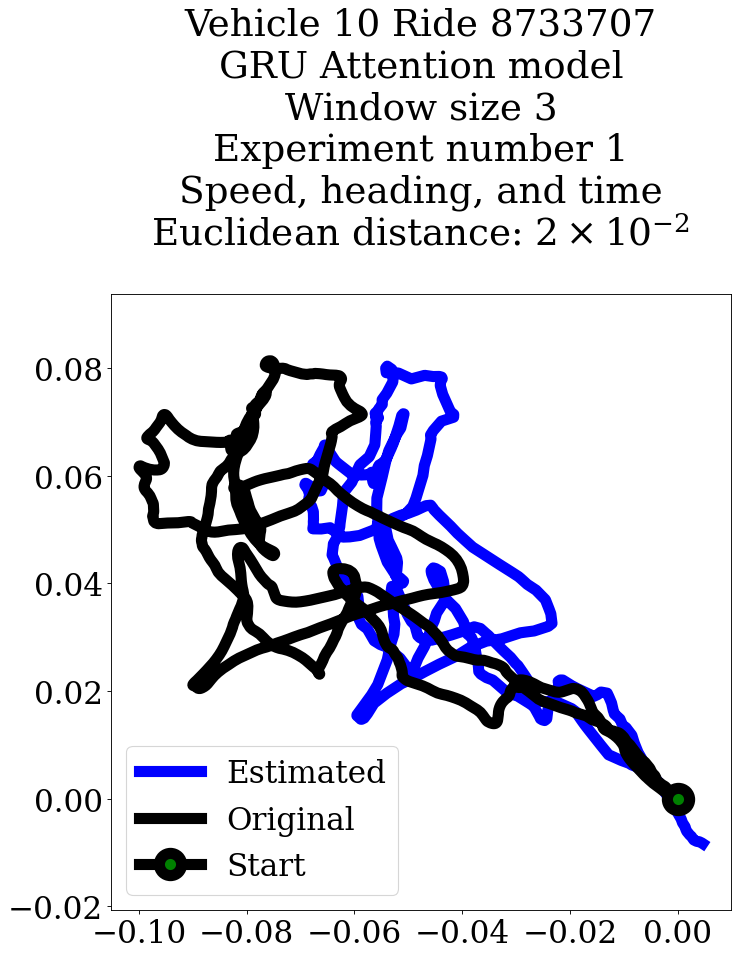 Vehicle 10 Ride 8733707
GRU Attention model
Window size 3
Experiment number 1
Speed, heading, and time
Euclidean distance: 2 × 10⁻²
0.08
0.06
0.04
0.02
0.00
−0.02
Estimated
Original
Start
−0.10 −0.08 −0.06 −0.04 −0.02 0.00